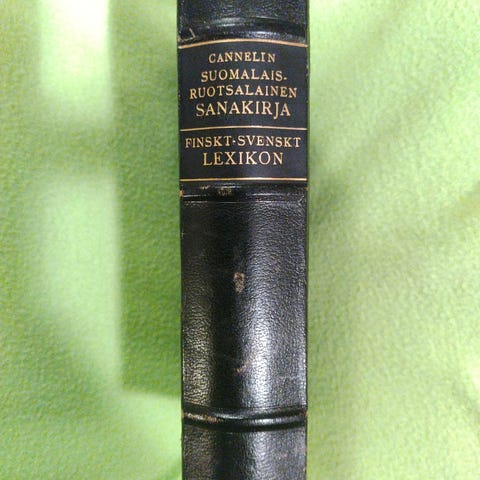 CANNELIN
SUOMALAIS-
RUOTSALAINEN
SANAKIRJA
FINSKT-SVENSKT
LEXIKON